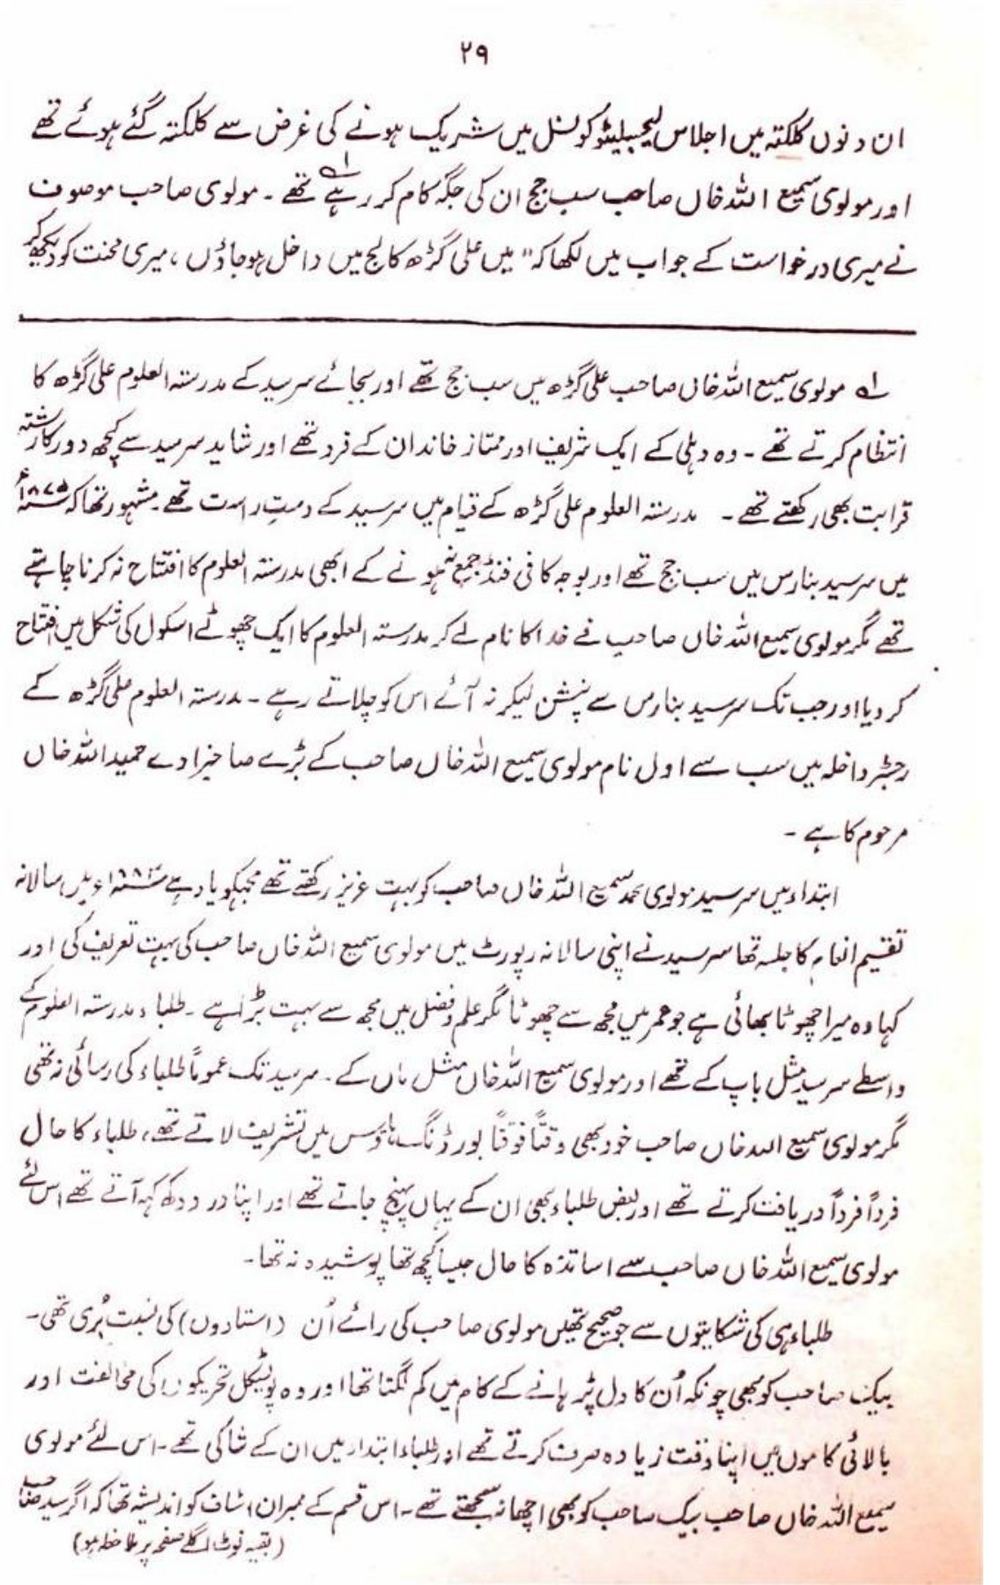 ۲۹
ان دنوں کلکتہ میں اجلاس لیجسلیٹو کونسل میں شریک ہونے کی غرض سے کلکتہ گئے ہوئے تھے
اور مولوی سمیع اللہ خاں صاحب سب جج ان کی جگہ کام کر رہے تھے ۔ مولوی صاحب موصوف
نے میری درخواست کے جواب میں لکھا کہ "میں علی گڑھ کالج میں داخل ہو جاؤں ، میری محنت کو دیکھ کر
لہ مولوی سمیع اللہ خاں صاحب علی گڑھ میں سب جج تھے اور بجائے سرسید کے مدرستہ العلوم علی گڑھ کا
انتظام کرتے تھے ۔ وہ دہلی کے ایک شریف اور ممتاز خاندان کے فرد تھے اور شاید سرسید سے کچھ دور کا رشتہ
قرابت بھی رکھتے تھے ۔ مدرستہ العلوم علی گڑھ کے قیام میں سرسید کے دست راست تھے ۔ مشہور تھا کہ ۱۸۷۵ء
میں سرسید بنارس میں سب جج تھے اور بوجہ کافی فنڈ جمع نہونے کے ابھی مدرستہ العلوم کا افتتاح نہ کرنا چاہتے
تھے مگر مولوی سمیع اللہ خاں صاحب نے خدا کا نام لے کر مدرستہ العلوم کا ایک چھوٹے اسکول کی شکل میں افتتاح
کر دیا اور جب تک سرسید بنارس سے پنشن لیکر نہ آئے اس کو چلاتے رہے ۔ مدرستہ العلوم علی گڑھ کے
رجسٹر داخلہ میں سب سے اول نام مولوی سمیع اللہ خاں صاحب کے بڑے صاحبزادے حمید اللہ خاں
مرحوم کا ہے ۔
ابتداء میں سرسید مولوی محمد سمیع اللہ خاں صاحب کو بہت عزیز رکھتے تھے مجھکو یاد ہے میں سالانہ
تقسیم انعام کا جلسہ تھا سرسید نے اپنی سالانہ رپورٹ میں مولوی سمیع اللہ خاں صاحب کی بہت تعریف کی اور
کہا وہ میرا چھوٹا بھائی ہے جو عمر میں مجھ سے چھوٹا مگر علم و فضل میں مجھ سے بہت بڑا ہے ۔ طلباء مدرستہ العلوم کے
واسطے سرسید مثل باپ کے تھے اور مولوی سمیع اللہ خاں مثل ماں کے ۔ سرسید تک عموماً طلباء کی رسائی نہ تھی
مگر مولوی سمیع اللہ خاں صاحب خود بھی وقتاً فوقتاً بورڈنگ ہاؤس میں تشریف لاتے تھے ، طلباء کا حال
فرداً فرداً دریافت کرتے تھے اور بعض طلباء بھی ان کے یہاں پہنچ جاتے تھے اور اپنا درد دکھ کہہ آتے تھے اس لئے
مولوی سمیع اللہ خاں صاحب سے اساتذہ کا حال جیسا کچھ تھا پوشیدہ نہ تھا ۔
طلباء ہی کی شکایتوں سے جو صحیح تھیں مولوی صاحب کی رائے اُن (استادوں) کی نسبت بُری تھی ۔
بیک صاحب کو بھی چونکہ اُن کا دل پڑہانے کے کام میں کم لگتا تھا اور وہ پولیٹیکل تحریکوں کی مخالفت اور
بالائی کاموں میں اپنا وقت زیادہ صرف کرتے تھے اور طلباء ابتدا میں ان کے شاکی تھے ۔ اس لئے مولوی
سمیع اللہ خاں صاحب بیک صاحب کو بھی اچھا نہ سمجھتے تھے ۔ اس قسم کے ممبران اسٹاف کو اندیشہ تھا کہ اگر سید صاحب
(بقیہ نوٹ اگلے صفحہ پر ملاحظہ ہو)